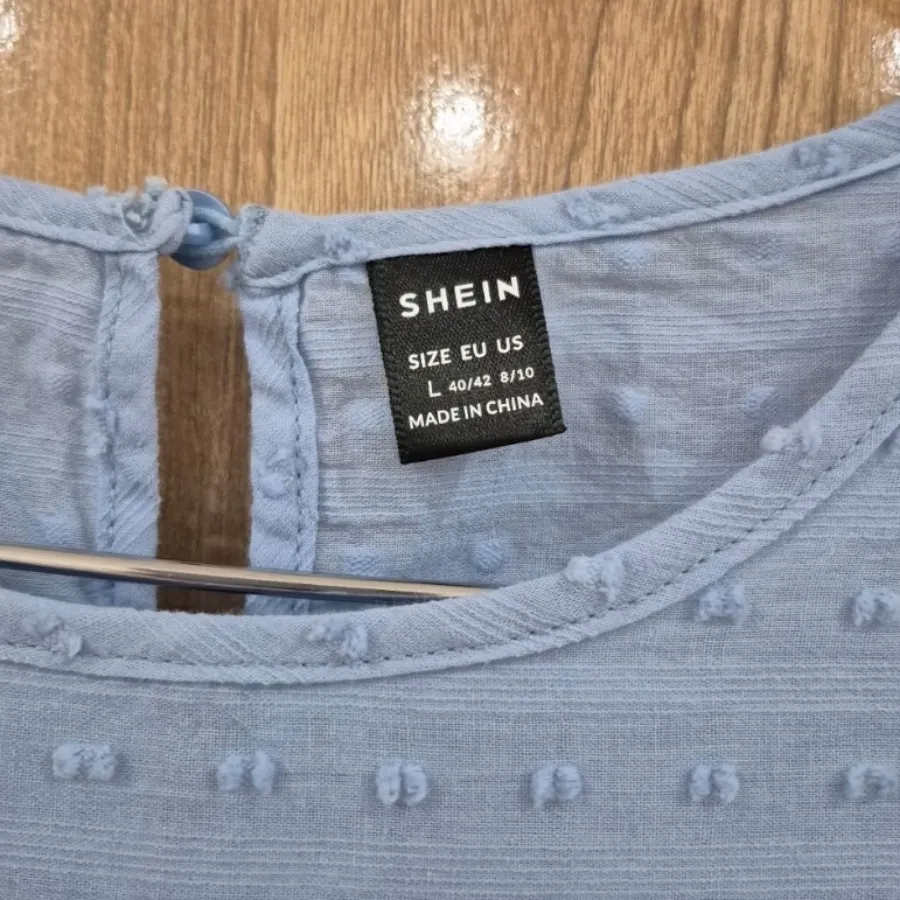 SHEIN
SIZE EU US
L 40/42 8/10
MADE IN CHINA